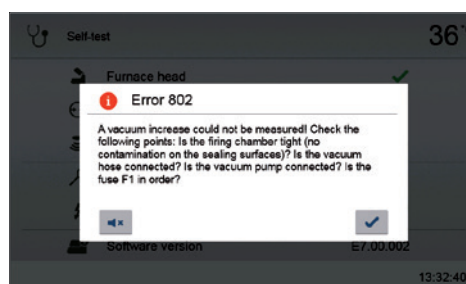 Self-test
36°
Furnace head
Error 802
A vacuum increase could not be measured! Check the
following points: Is the firing chamber tight (no
contamination on the sealing surfaces)? Is the vacuum
hose connected? Is the vacuum pump connected? Is the
fuse F1 in order?
Software version E7.00.002
13:32:40